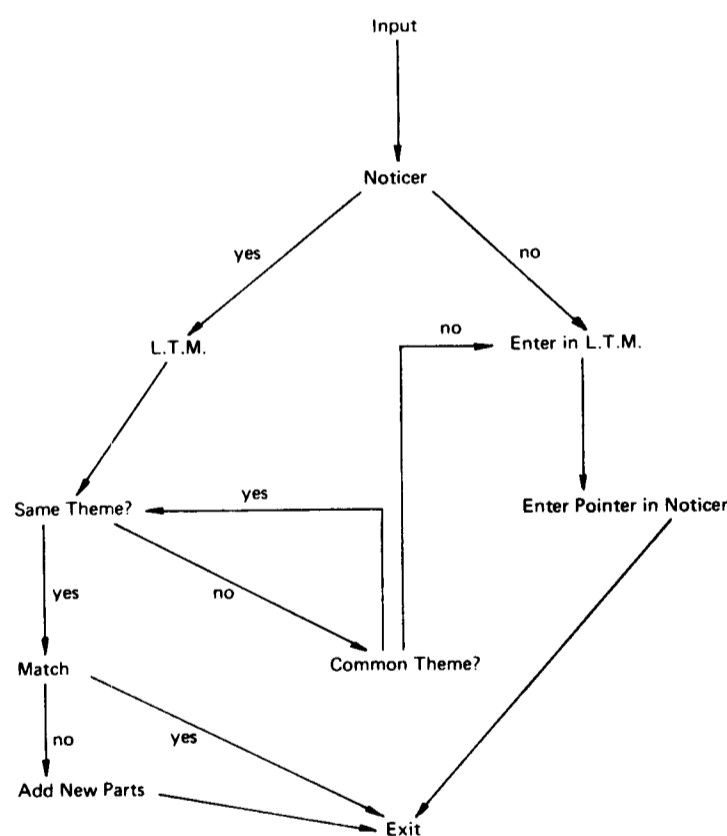 Input
Noticer
yes
no
L.T.M.
no
Enter in L.T.M.
Same Theme?
yes
Enter Pointer in Noticer
yes
no
Match
Common Theme?
no
yes
Add New Parts
Exit